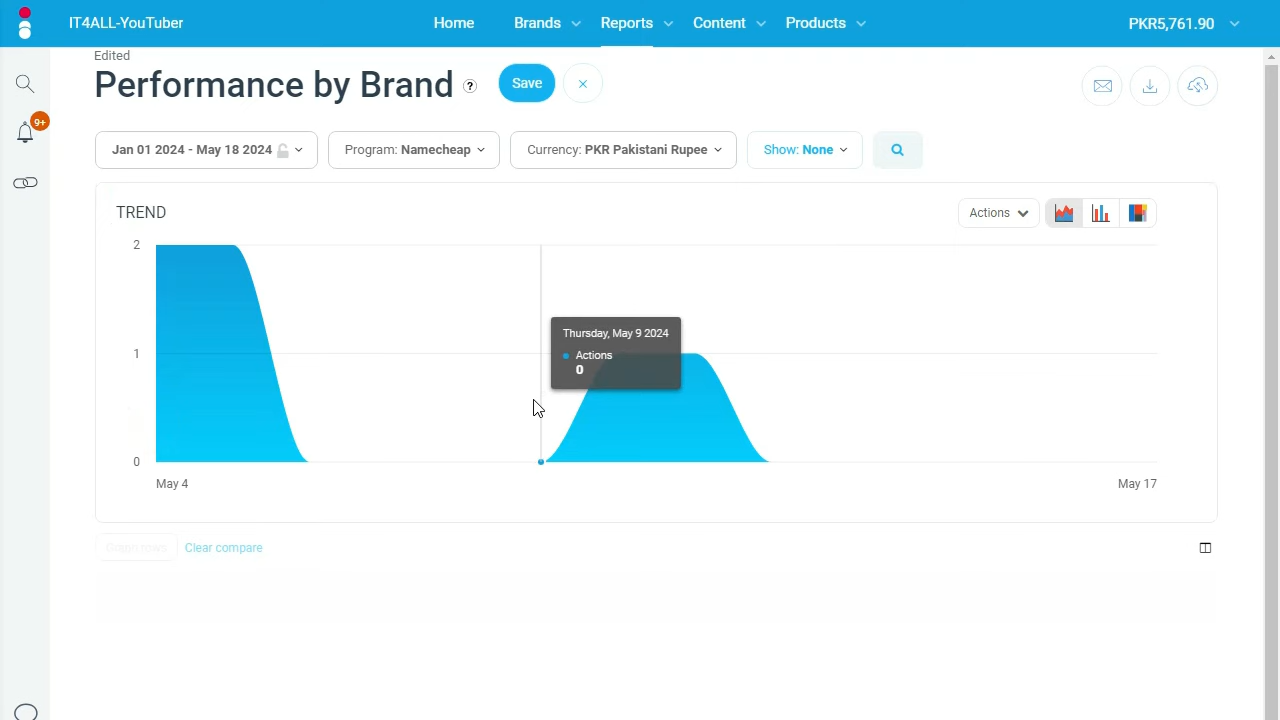 IT4ALL-YouTuber
Home
Brands
Reports
Content
Products
PKR5,761.90
Edited
Performance by Brand
?
Save
9+
Jan 01 2024 - May 18 2024
Program: Namecheap
Currency: PKR Pakistani Rupee
Show: None
TREND
Actions
2
1
0
Thursday, May 9 2024
Actions
0
May 4
May 17
Graph rows
Clear compare